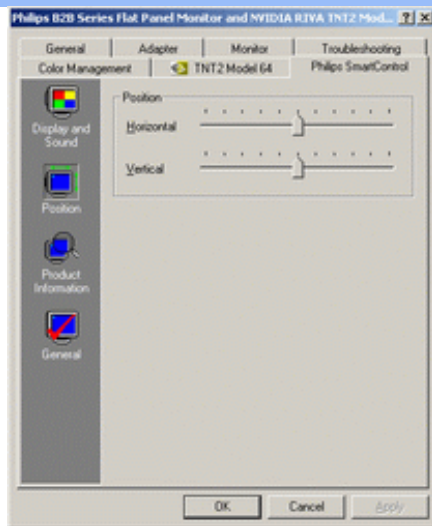 Philips B2B Series Flat Panel Monitor and NVIDIA RIVA TNT2 Mod... ? ×
General Adapter Monitor Troubleshooting
Color Management TNT2 Model 64 Philips SmartControl
Display and
Sound
Position
Product
Information
General
Position
Horizontal
Vertical
OK Cancel Apply